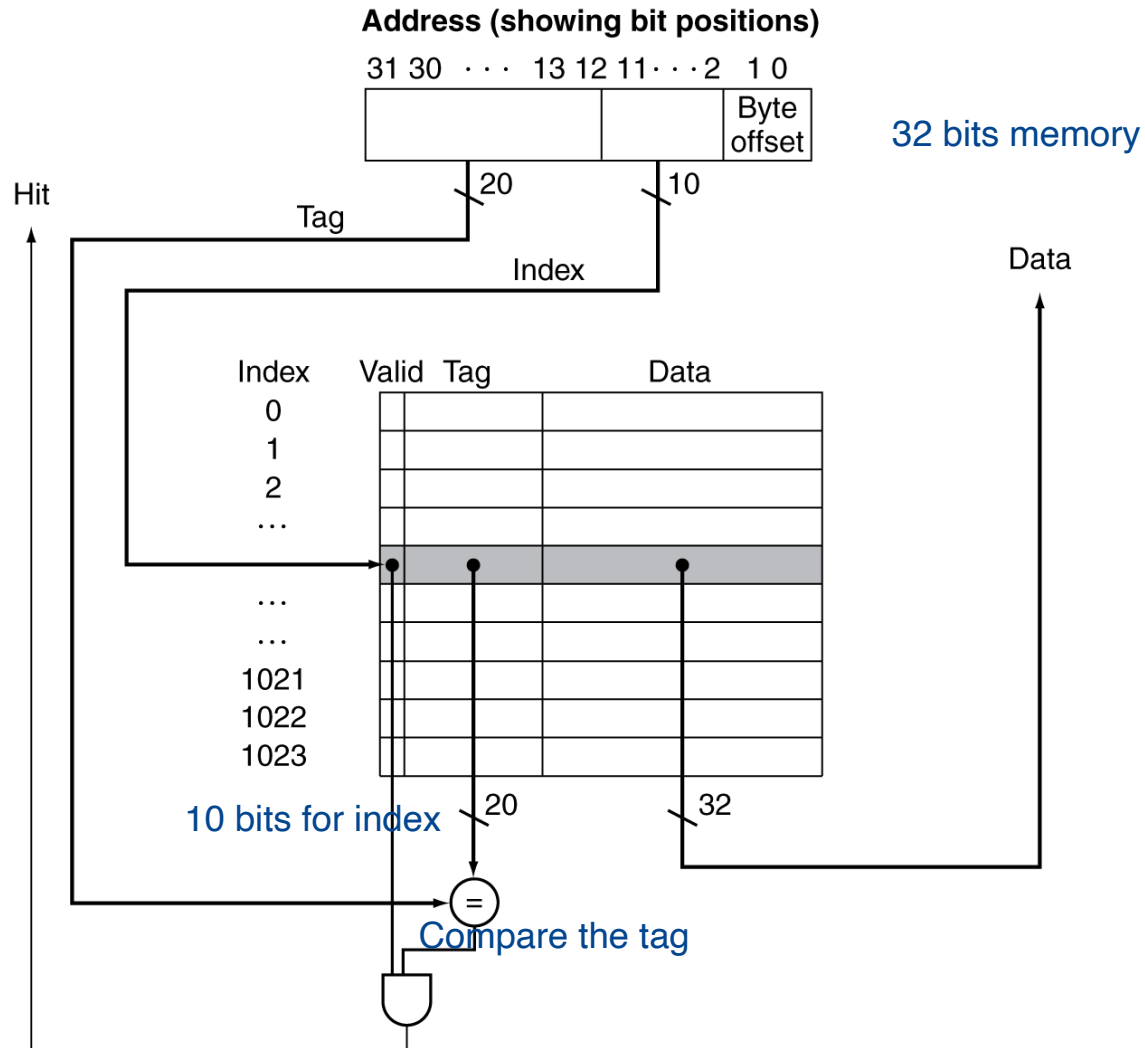 Address (showing bit positions)
31 30 · · · 13 12 11 · · · 2 1 0
Byte
offset
32 bits memory
20
10
Hit
Tag
Index
Data
Index Valid Tag Data
0
1
2
...
...
...
1021
1022
1023
10 bits for index
20
32
=
Compare the tag